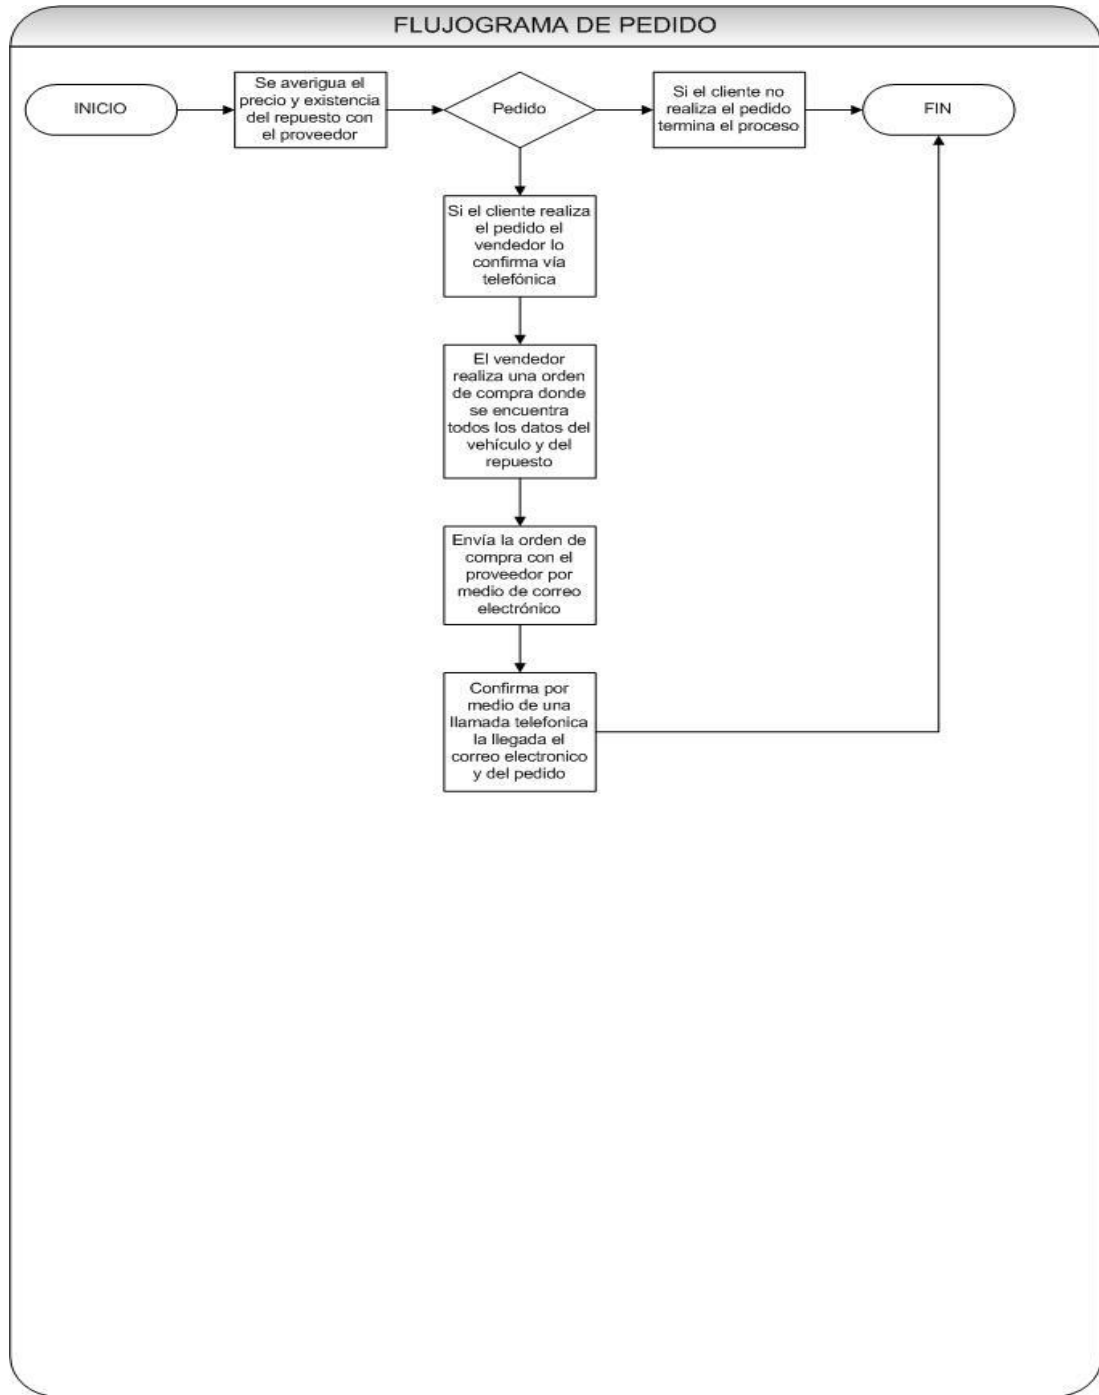 FLUJOGRAMA DE PEDIDO
INICIO
Se averigua el
precio y existencia
del repuesto con
el proveedor
Pedido
Si el cliente no
realiza el pedido
termina el proceso
FIN
Si el cliente realiza
el pedido el
vendedor lo
confirma vía
telefónica
El vendedor
realiza una orden
de compra donde
se encuentra
todos los datos del
vehículo y del
repuesto
Envía la orden de
compra con el
proveedor por
medio de correo
electrónico
Confirma por
medio de una
llamada telefonica
la llegada el
correo electronico
y del pedido